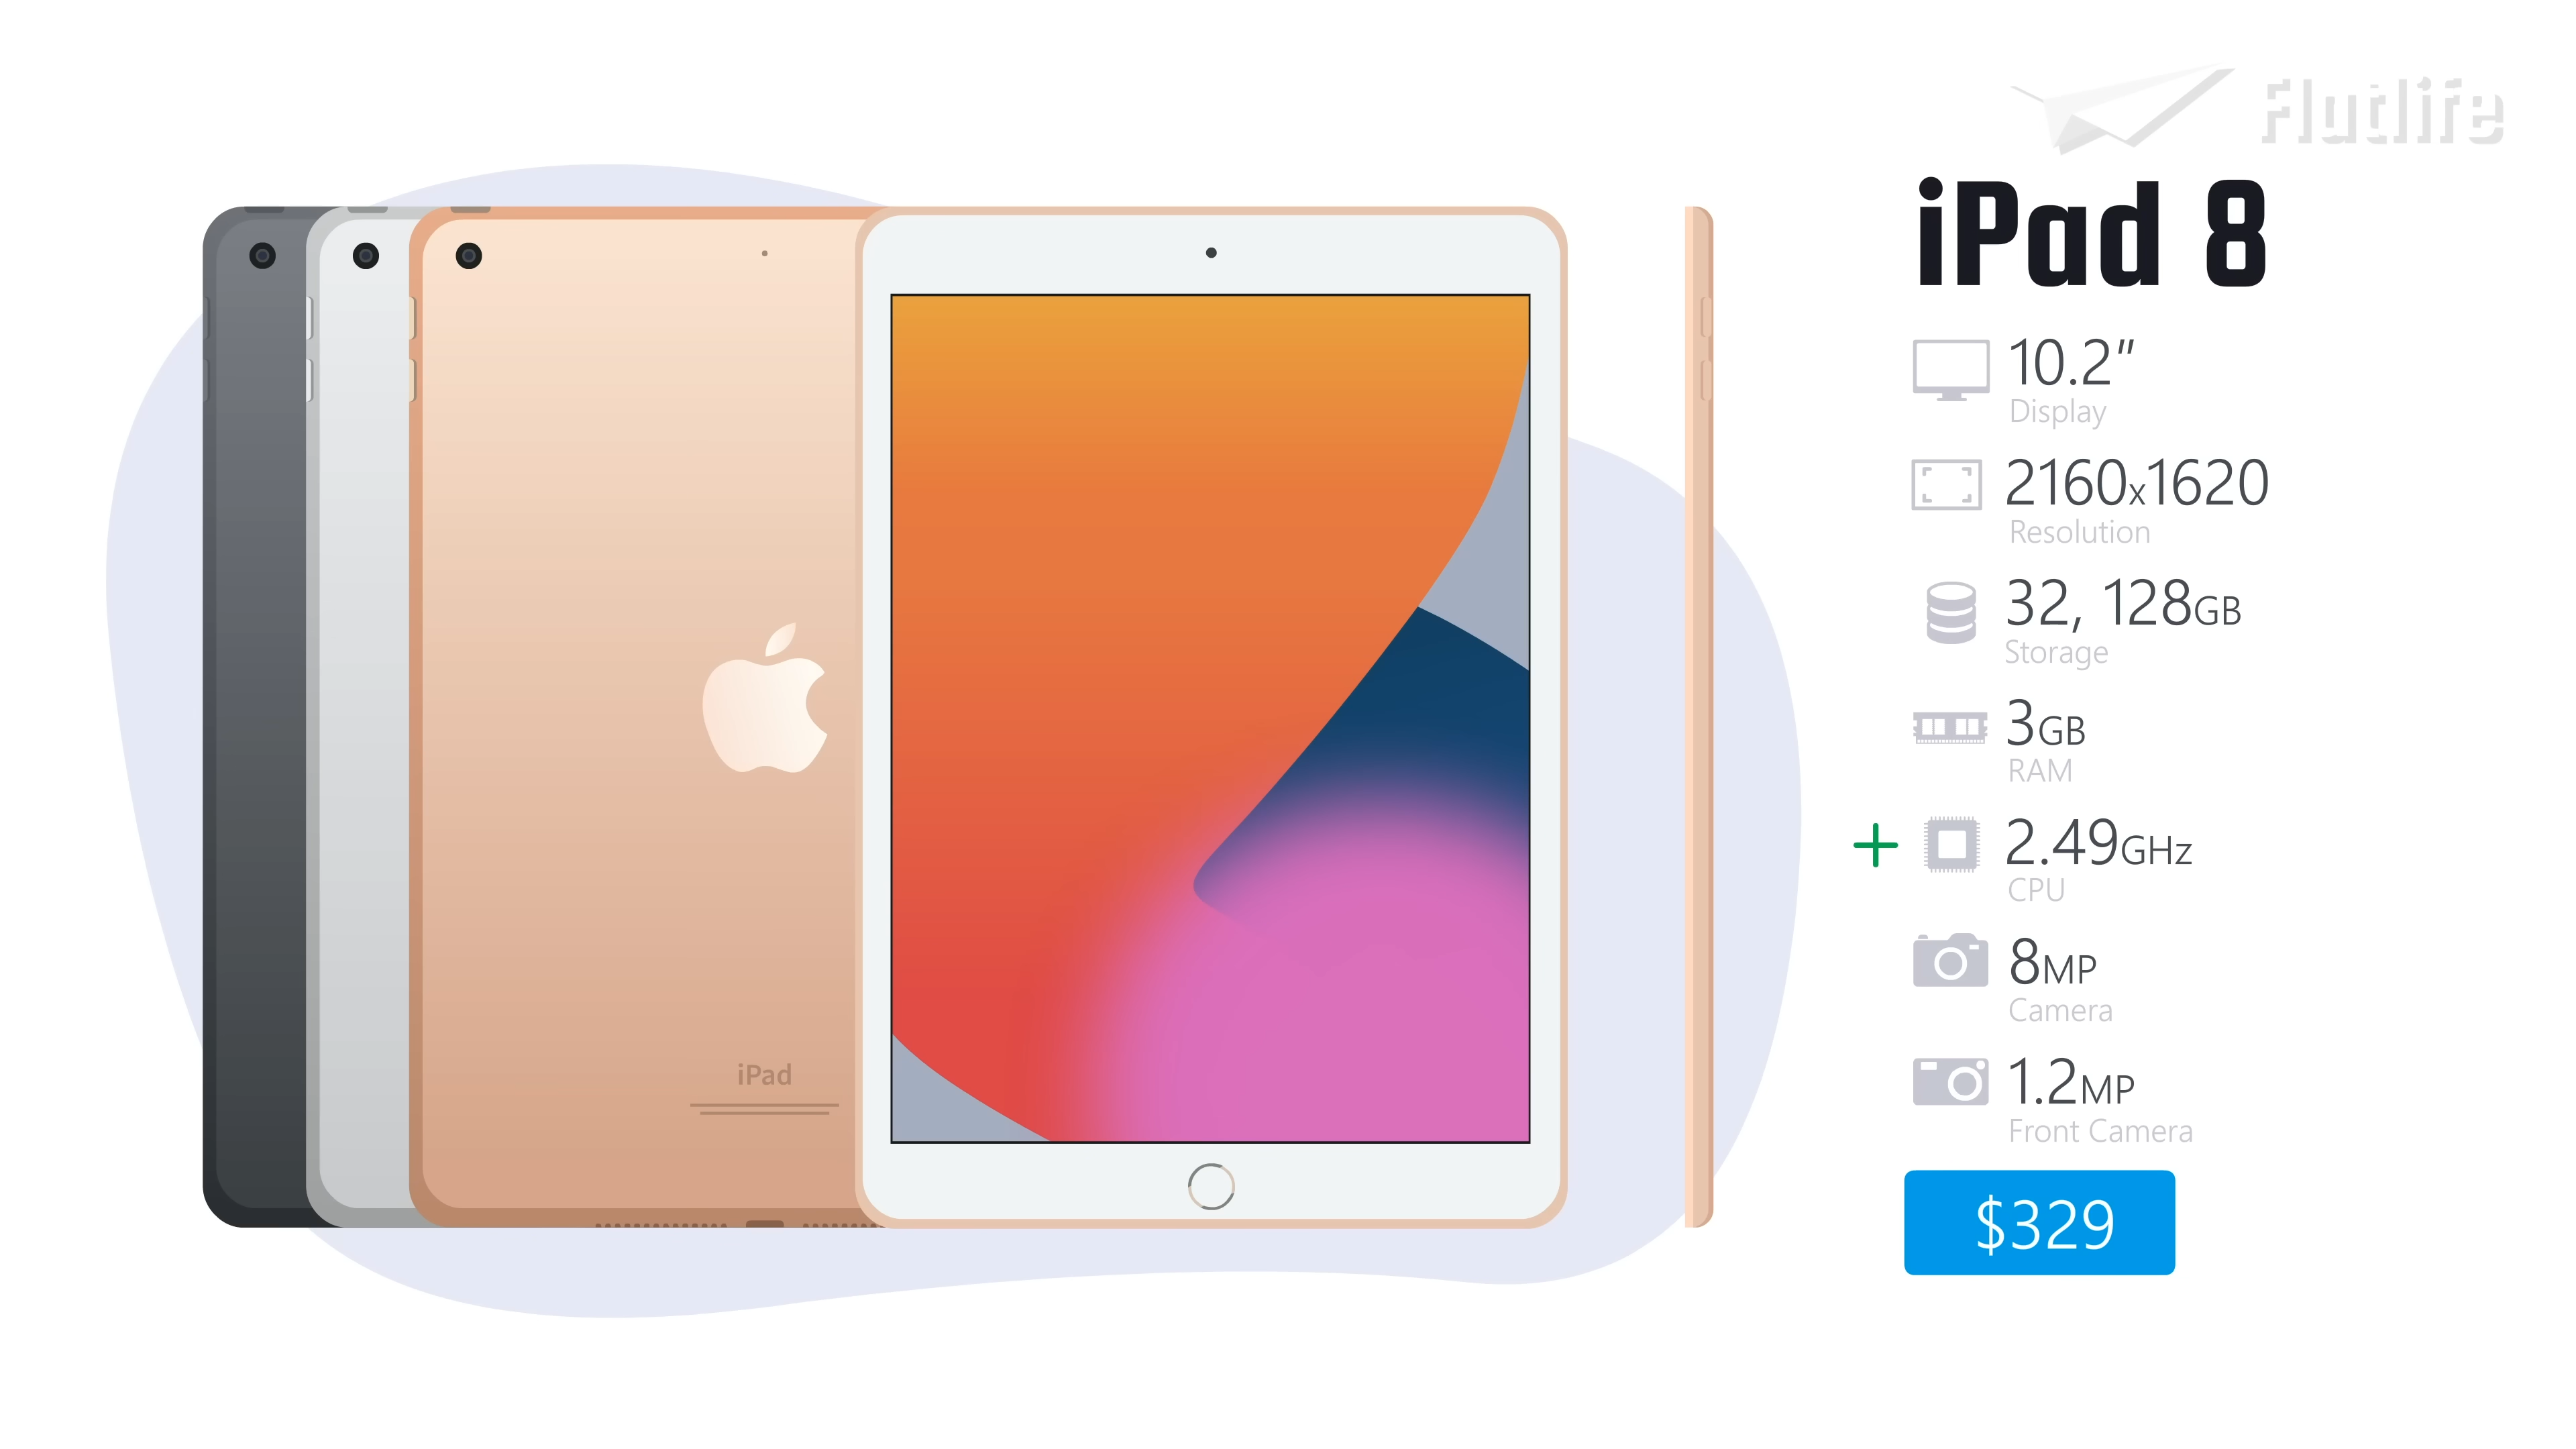 Flutlife
iPad 8
10.2"
Display
2160x1620
Resolution
32, 128GB
Storage
3GB
RAM
+ 2.49GHz
CPU
8MP
Camera
1.2MP
Front Camera
$329
iPad